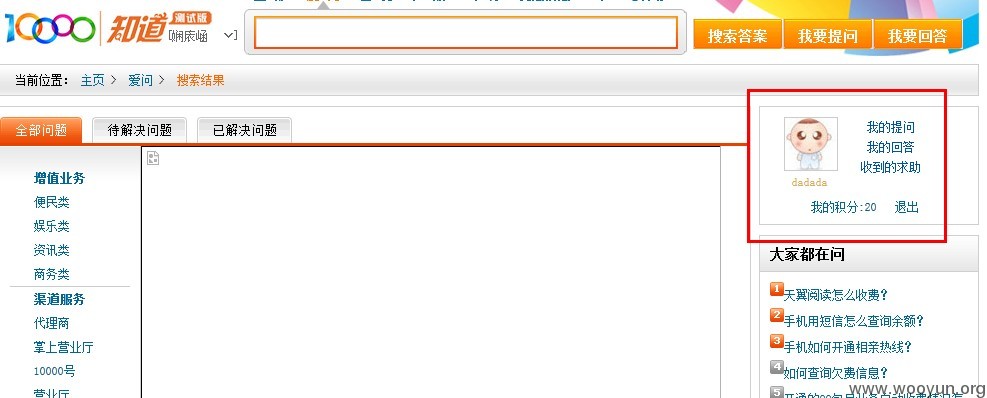 10000 知道 测试版
搜索答案 我要提问 我要回答
当前位置： 主页 > 爱问 > 搜索结果
全部问题 待解决问题 已解决问题
增值业务
便民类
娱乐类
资讯类
商务类
渠道服务
代理商
掌上营业厅
10000号
营业厅
我的提问
我的回答
收到的求助
dadada
我的积分:20 退出
大家都在问
1 天翼阅读怎么收费?
2 手机用短信怎么查询余额?
3 手机如何开通相亲热线?
4 如何查询欠费信息?
5
www.wooyun.org